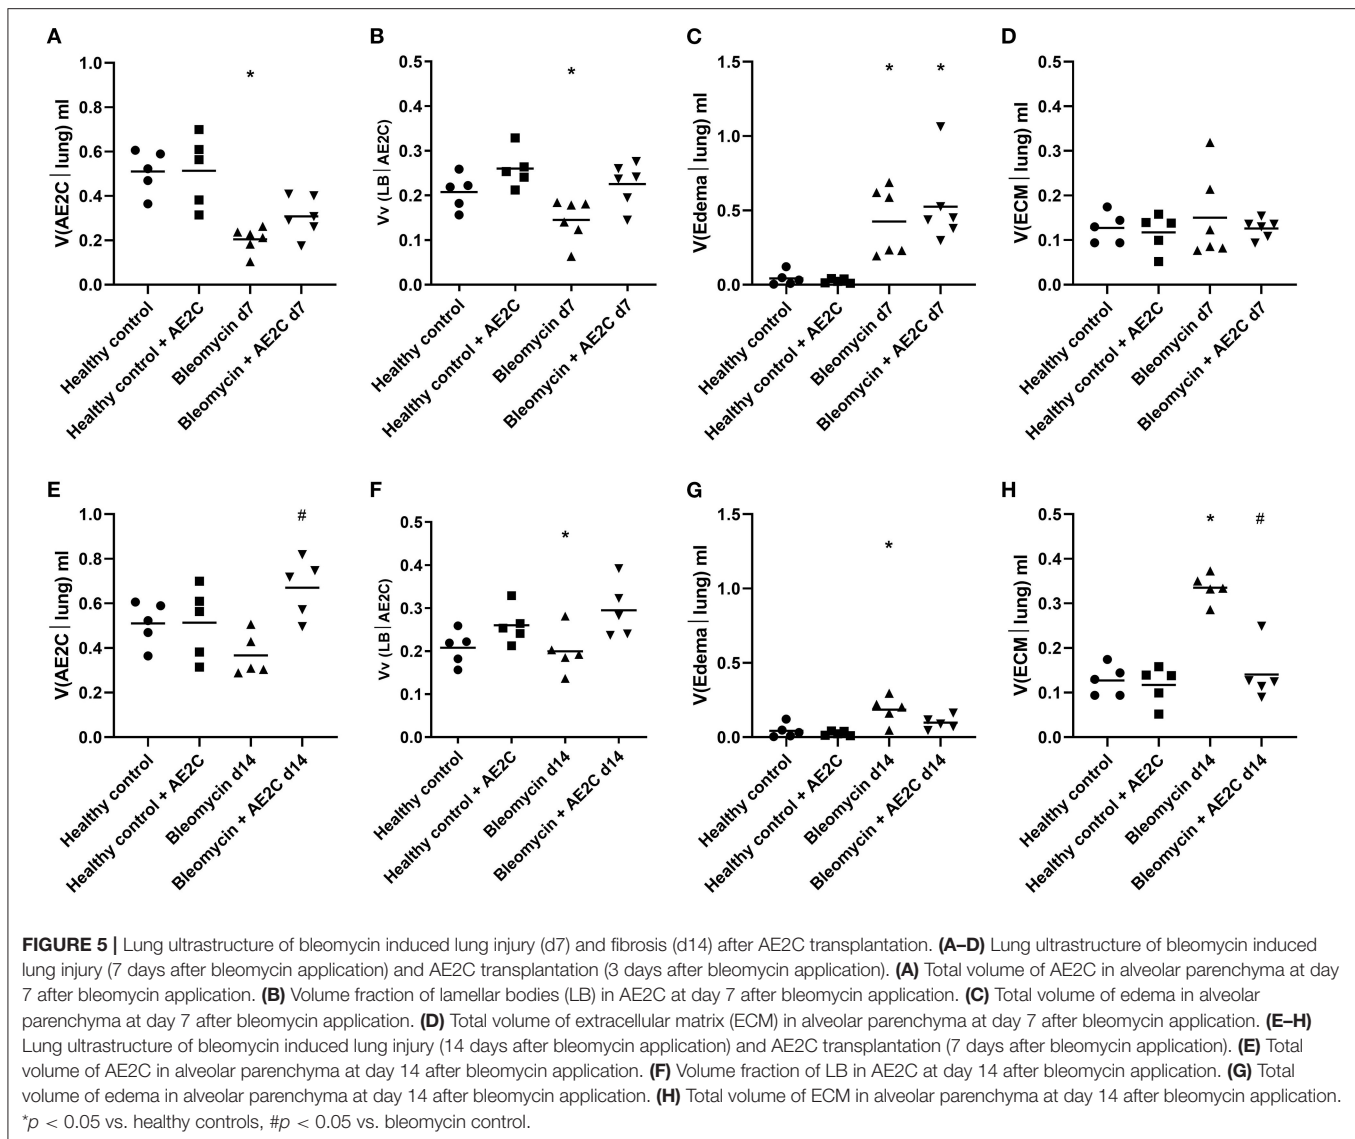 A
B
C
D
V(AE2C | lung) ml
1.0
0.8
0.6
0.4
0.2
0.0
*
Healthy control
Healthy control + AE2C
Bleomycin d7
Bleomycin + AE2C d7
Vv (LB | AE2C)
0.5
0.4
0.3
0.2
0.1
0.0
*
Healthy control
Healthy control + AE2C
Bleomycin d7
Bleomycin + AE2C d7
V(Edema | lung) ml
1.5
1.0
0.5
0.0
*
*
Healthy control
Healthy control + AE2C
Bleomycin d7
Bleomycin + AE2C d7
V(ECM | lung) ml
0.5
0.4
0.3
0.2
0.1
0.0
Healthy control
Healthy control + AE2C
Bleomycin d7
Bleomycin + AE2C d7
E
F
G
H
V(AE2C | lung) ml
1.0
0.8
0.6
0.4
0.2
0.0
#
Healthy control
Healthy control + AE2C
Bleomycin d14
Bleomycin + AE2C d14
Vv (LB | AE2C)
0.5
0.4
0.3
0.2
0.1
0.0
*
Healthy control
Healthy control + AE2C
Bleomycin d14
Bleomycin + AE2C d14
V(Edema | lung) ml
1.5
1.0
0.5
0.0
*
Healthy control
Healthy control + AE2C
Bleomycin d14
Bleomycin + AE2C d14
V(ECM | lung) ml
0.5
0.4
0.3
0.2
0.1
0.0
*
#
Healthy control
Healthy control + AE2C
Bleomycin d14
Bleomycin + AE2C d14
FIGURE 5 | Lung ultrastructure of bleomycin induced lung injury (d7) and fibrosis (d14) after AE2C transplantation. (A–D) Lung ultrastructure of bleomycin induced
lung injury (7 days after bleomycin application) and AE2C transplantation (3 days after bleomycin application). (A) Total volume of AE2C in alveolar parenchyma at day
7 after bleomycin application. (B) Volume fraction of lamellar bodies (LB) in AE2C at day 7 after bleomycin application. (C) Total volume of edema in alveolar
parenchyma at day 7 after bleomycin application. (D) Total volume of extracellular matrix (ECM) in alveolar parenchyma at day 7 after bleomycin application. (E–H)
Lung ultrastructure of bleomycin induced lung injury (14 days after bleomycin application) and AE2C transplantation (7 days after bleomycin application). (E) Total
volume of AE2C in alveolar parenchyma at day 14 after bleomycin application. (F) Volume fraction of LB in AE2C at day 14 after bleomycin application. (G) Total
volume of edema in alveolar parenchyma at day 14 after bleomycin application. (H) Total volume of ECM in alveolar parenchyma at day 14 after bleomycin application.
*p < 0.05 vs. healthy controls, #p < 0.05 vs. bleomycin control.